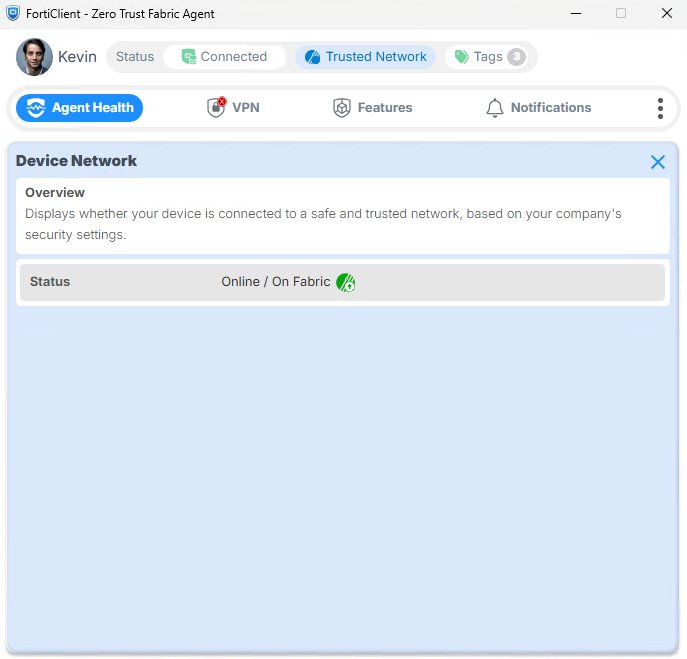 FortiClient - Zero Trust Fabric Agent
Kevin
Status
Connected
Trusted Network
Tags 3
Agent Health
VPN
Features
Notifications
Device Network
Overview
Displays whether your device is connected to a safe and trusted network, based on your company's
security settings.
Status
Online / On Fabric